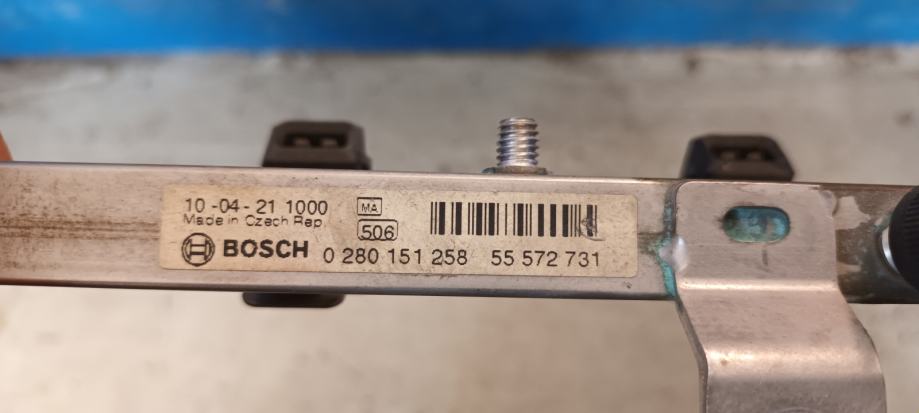 10 -04- 21 1000
Made in Czech Rep
MA
506
BOSCH 0 280 151 258 55 572 731